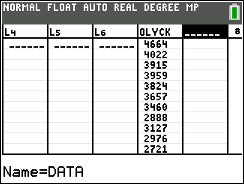 NORMAL FLOAT AUTO REAL DEGREE MP
L4 L5 L6 OLYCK ------ 8
------ ------ ------ 4664
4022
3915
3959
3824
3657
3460
2888
3127
2976
2721
Name=DATA